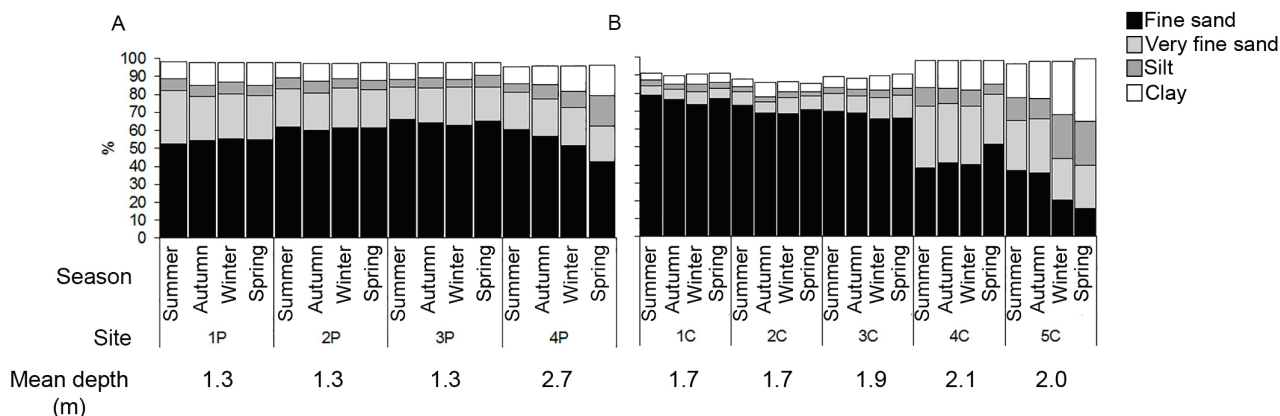 A
B
Fine sand
Very fine sand
Silt
Clay
100
90
80
70
60
50
40
30
20
10
0
%
Season
Summer Autumn Winter Spring Summer Autumn Winter Spring Summer Autumn Winter Spring Summer Autumn Winter Spring
Summer Autumn Winter Spring Summer Autumn Winter Spring Summer Autumn Winter Spring Summer Autumn Winter Spring Summer Autumn Winter Spring
Site 1P 2P 3P 4P 1C 2C 3C 4C 5C
Mean depth 1.3 1.3 1.3 2.7 1.7 1.7 1.9 2.1 2.0
(m)